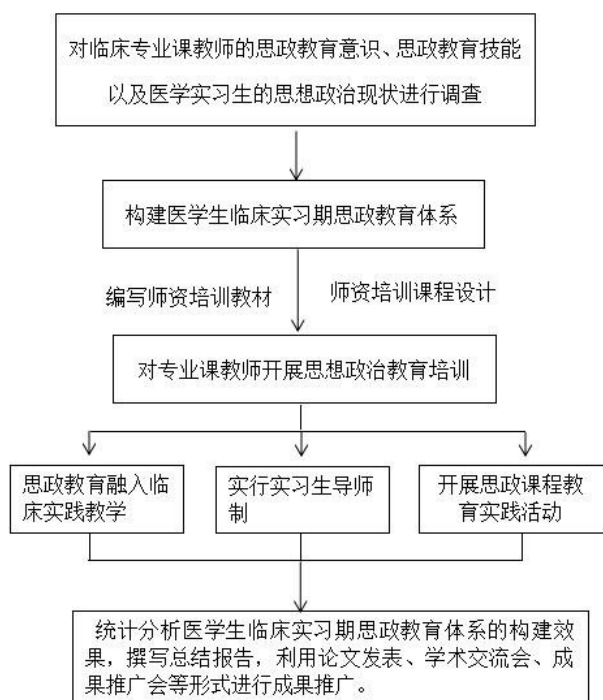 对临床专业课教师的思政教育意识、思政教育技能
以及医学实习生的思想政治现状进行调查
构建医学生临床实习期思政教育体系
编写师资培训教材
师资培训课程设计
对专业课教师开展思想政治教育培训
思政教育融入临
床实践教学
实行实习生导师
制
开展思政课程教
育实践活动
统计分析医学生临床实习期思政教育体系的构建效
果，撰写总结报告，利用论文发表、学术交流会、成
果推广会等形式进行成果推广。